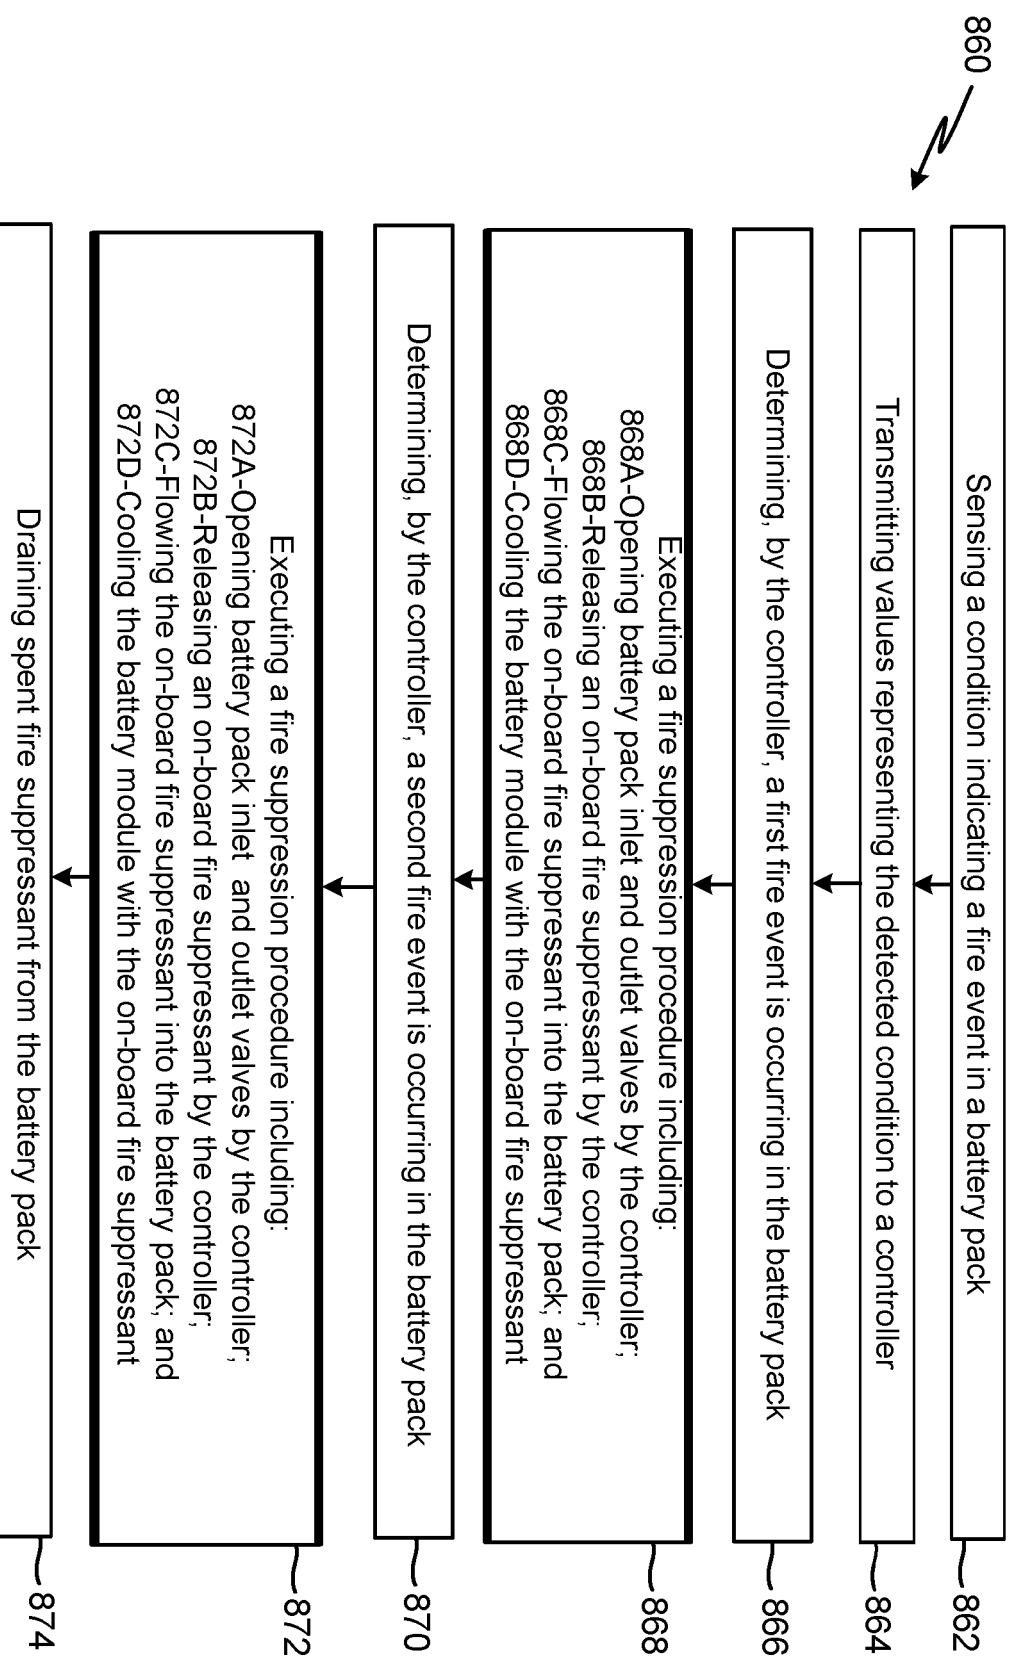 860
Sensing a condition indicating a fire event in a battery pack
862
Transmitting values representing the detected condition to a controller
864
Determining, by the controller, a first fire event is occurring in the battery pack
866
Executing a fire suppression procedure including:
868A-Opening battery pack inlet and outlet valves by the controller;
868B-Releasing an on-board fire suppressant by the controller;
868C-Flowing the on-board fire suppressant into the battery pack; and
868D-Cooling the battery module with the on-board fire suppressant
868
Determining, by the controller, a second fire event is occurring in the battery pack
870
Executing a fire suppression procedure including:
872A-Opening battery pack inlet and outlet valves by the controller;
872B-Releasing an on-board fire suppressant by the controller;
872C-Flowing the on-board fire suppressant into the battery pack; and
872D-Cooling the battery module with the on-board fire suppressant
872
Draining spent fire suppressant from the battery pack
874